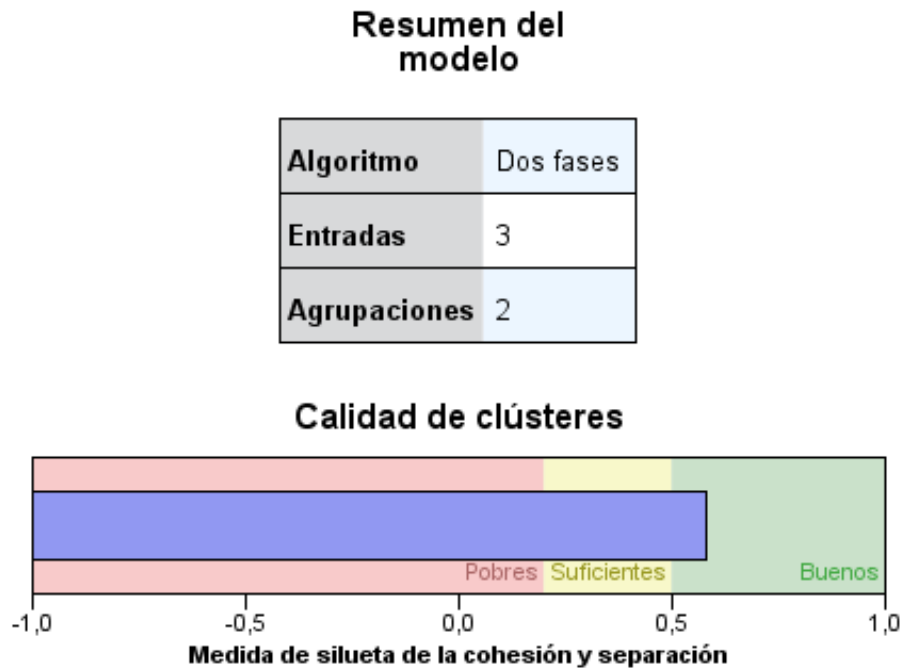 Resumen del
modelo
Algoritmo Dos fases
Entradas 3
Agrupaciones 2
Calidad de clústeres
Pobres Suficientes Buenos
-1,0 -0,5 0,0 0,5 1,0
Medida de silueta de la cohesión y separación